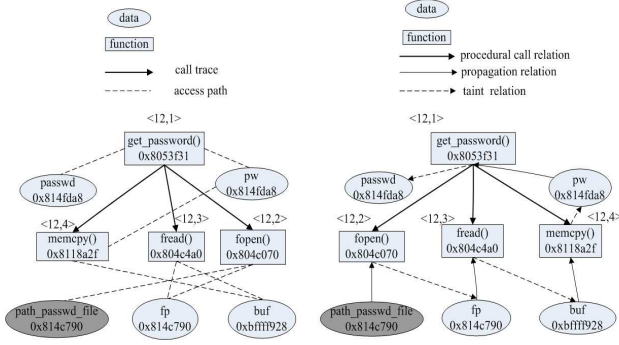 data
function
call trace
access path
<12,1>
get_password()
0x8053f31
passwd
0x814fda8
pw
0x814fda8
<12,4>
<12,3>
<12,2>
memcpy()
0x8118a2f
fread()
0x804c4a0
fopen()
0x804c070
path_passwd_file
0x814c790
fp
0x814c790
buf
0xbffff928
data
function
procedural call relation
propagation relation
taint relation
<12,1>
get_password()
0x8053f31
passwd
0x814fda8
pw
0x814fda8
<12,2>
<12,3>
<12,4>
fopen()
0x804c070
fread()
0x804c4a0
memcpy()
0x8118a2f
path_passwd_file
0x814c790
fp
0x814c790
buf
0xbffff928